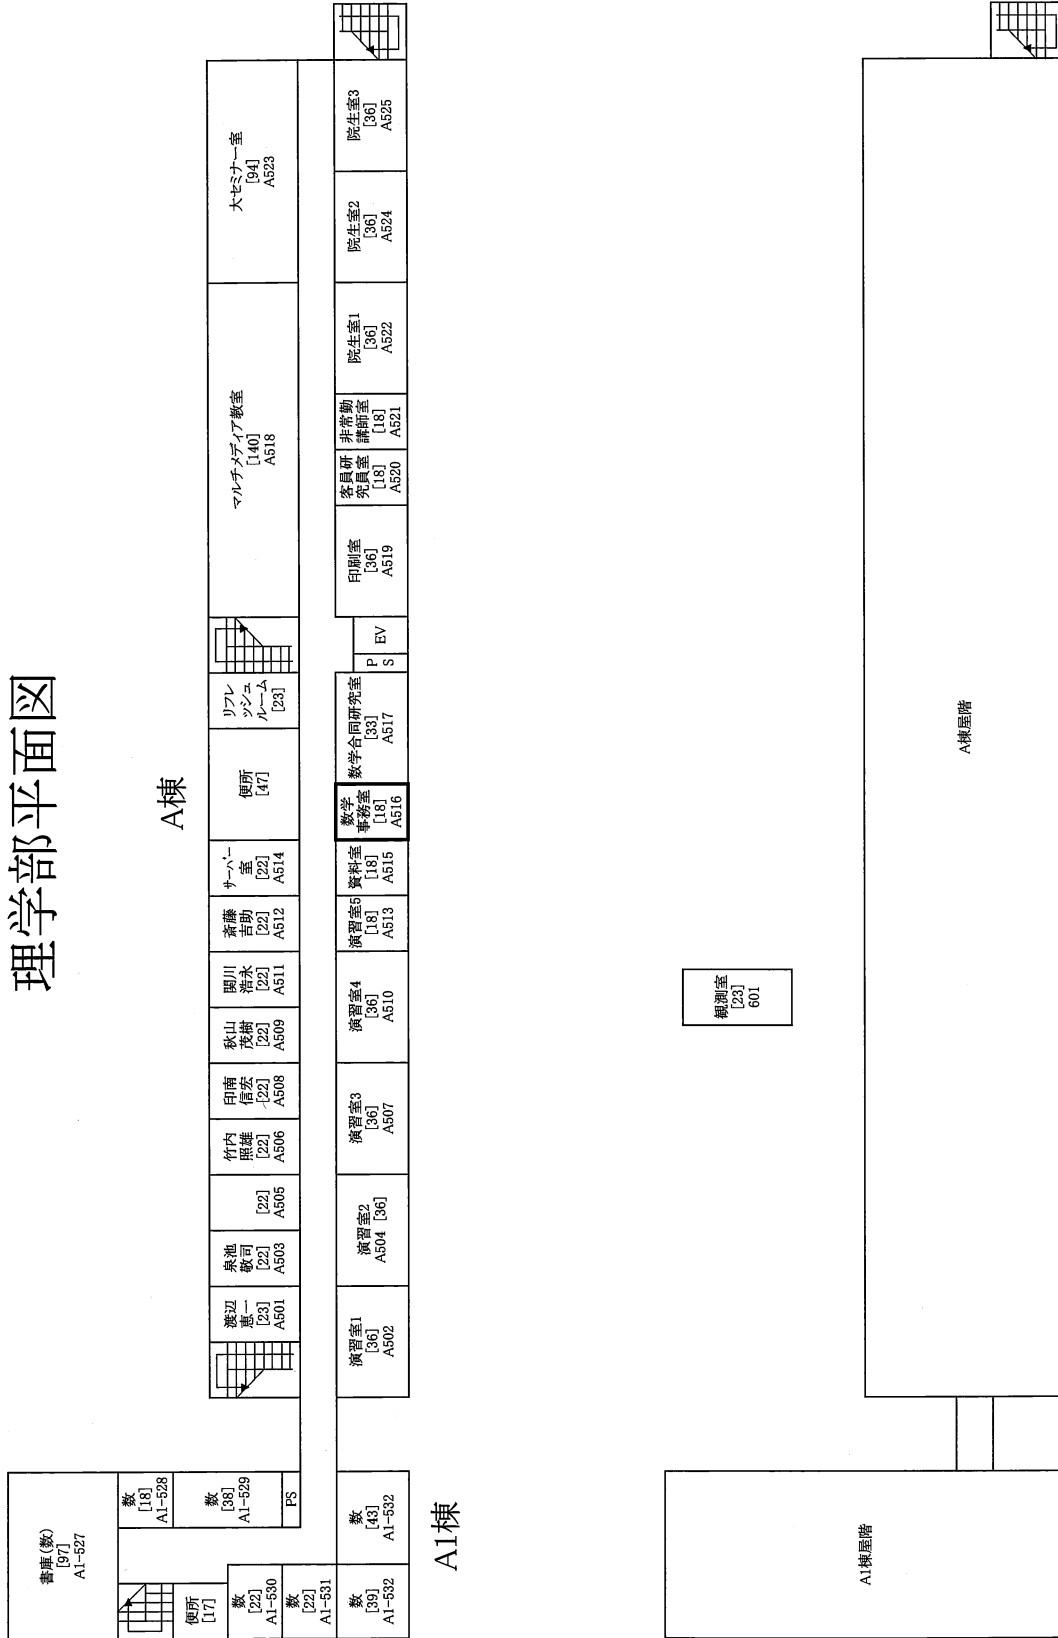 理学部平面図
A棟
大セミナー室
[94]
A523
マルチメディア教室
[140]
A518
リフレ
ッシュ
ルーム
[23]
便所
[47]
サーバー
室
[22]
A514
斎藤
吉助
[22]
A512
関川
浩永
[22]
A511
秋山
茂樹
[22]
A509
印南
信宏
[22]
A508
竹内
照雄
[22]
A506
[22]
A505
泉池
敬司
[22]
A503
渡辺
恵一
[23]
A501
院生室3
[36]
A525
院生室2
[36]
A524
院生室1
[36]
A522
非常勤
講師室
[18]
A521
客員研
究員室
[18]
A520
印刷室
[36]
A519
EV
P
S
数学合同研究室
[33]
A517
数学
事務室
[18]
A516
資料室
[18]
A515
演習室5
[18]
A513
演習室4
[36]
A510
演習室3
[36]
A507
演習室2
A504 [36]
演習室1
[36]
A502
書庫(数)
[97]
A1-527
数
[18]
A1-528
数
[38]
A1-529
PS
便所
[17]
数
[22]
A1-530
数
[22]
A1-531
数
[43]
A1-532
数
[39]
A1-532
A1棟
観測室
[23]
601
A棟屋階
A1棟屋階